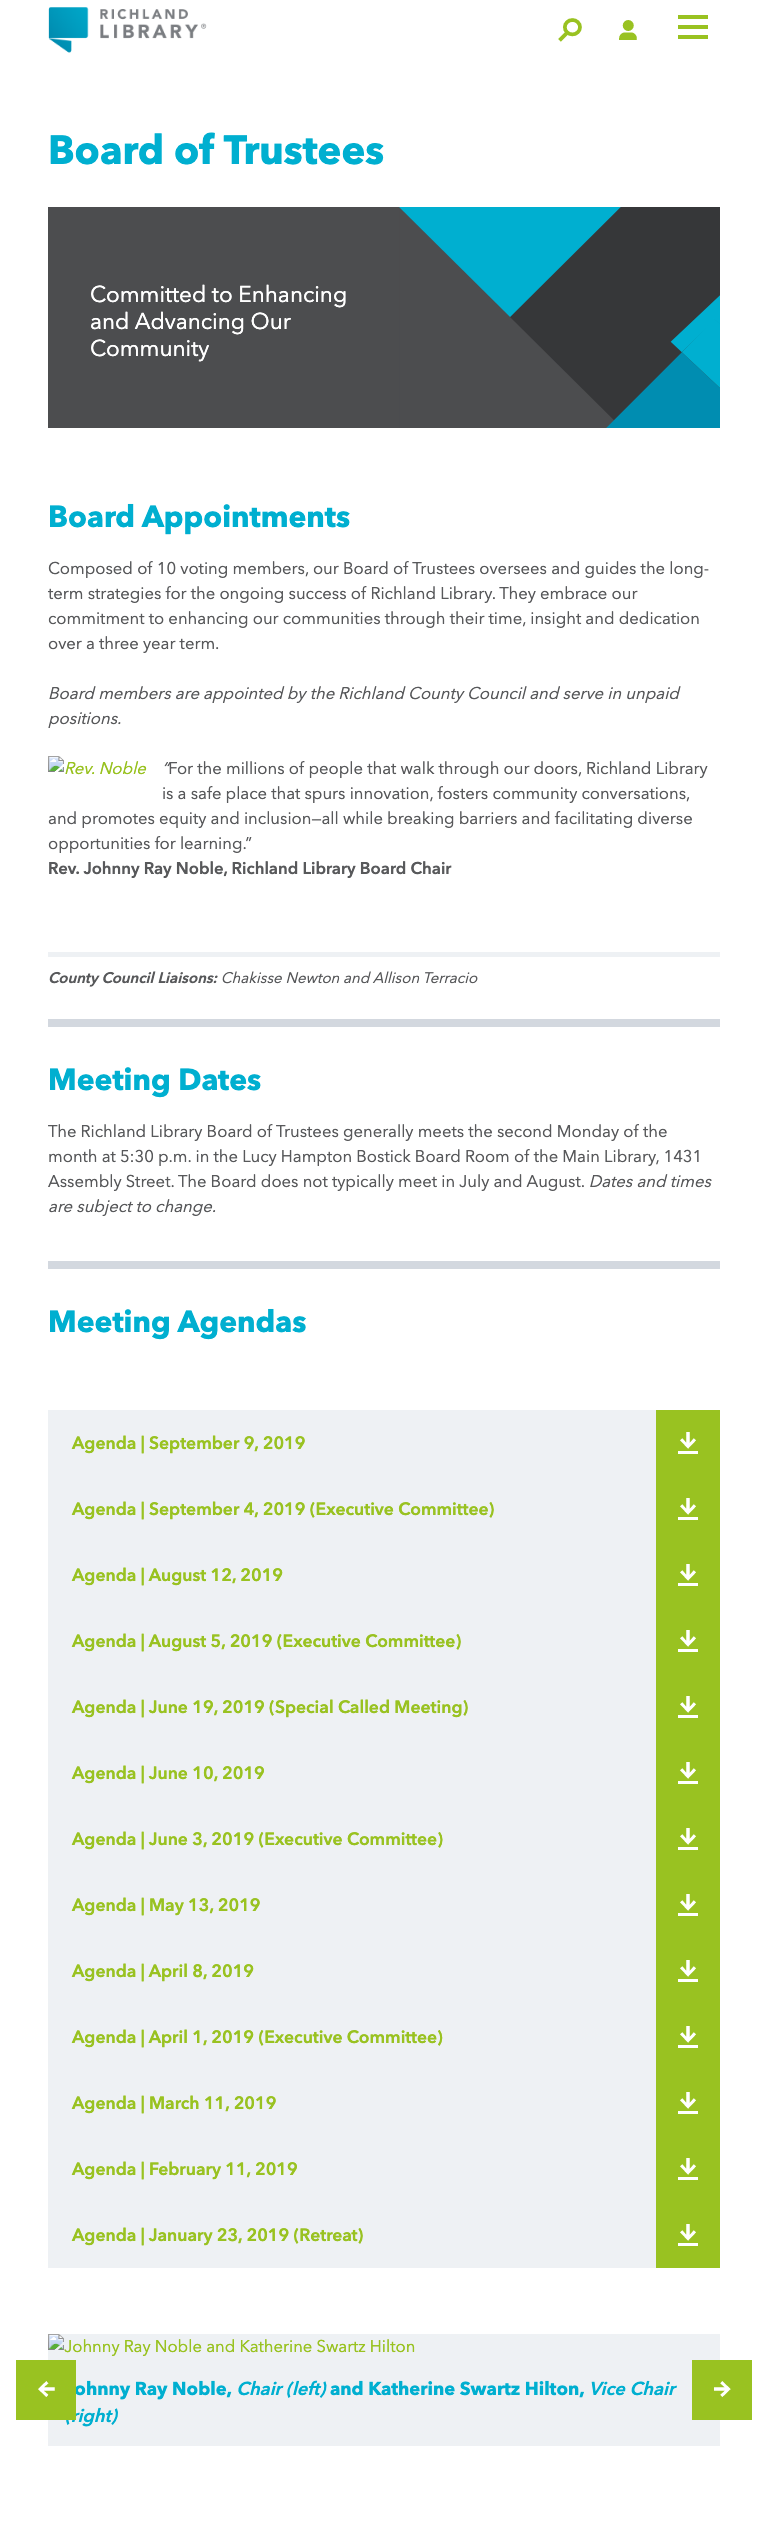 RICHLAND
LIBRARY®
Board of Trustees
Committed to Enhancing
and Advancing Our
Community
Board Appointments
Composed of 10 voting members, our Board of Trustees oversees and guides the long-
term strategies for the ongoing success of Richland Library. They embrace our
commitment to enhancing our communities through their time, insight and dedication
over a three year term.
Board members are appointed by the Richland County Council and serve in unpaid
positions.
Rev. Noble “For the millions of people that walk through our doors, Richland Library
is a safe place that spurs innovation, fosters community conversations,
and promotes equity and inclusion—all while breaking barriers and facilitating diverse
opportunities for learning.”
Rev. Johnny Ray Noble, Richland Library Board Chair
County Council Liaisons: Chakisse Newton and Allison Terracio
Meeting Dates
The Richland Library Board of Trustees generally meets the second Monday of the
month at 5:30 p.m. in the Lucy Hampton Bostick Board Room of the Main Library, 1431
Assembly Street. The Board does not typically meet in July and August. Dates and times
are subject to change.
Meeting Agendas
Agenda | September 9, 2019
Agenda | September 4, 2019 (Executive Committee)
Agenda | August 12, 2019
Agenda | August 5, 2019 (Executive Committee)
Agenda | June 19, 2019 (Special Called Meeting)
Agenda | June 10, 2019
Agenda | June 3, 2019 (Executive Committee)
Agenda | May 13, 2019
Agenda | April 8, 2019
Agenda | April 1, 2019 (Executive Committee)
Agenda | March 11, 2019
Agenda | February 11, 2019
Agenda | January 23, 2019 (Retreat)
Johnny Ray Noble and Katherine Swartz Hilton
Johnny Ray Noble, Chair (left) and Katherine Swartz Hilton, Vice Chair
(right)